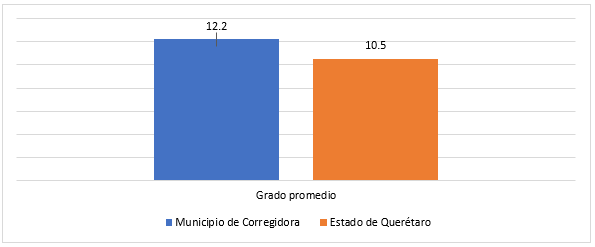 12.2
10.5
Grado promedio
Municipio de Corregidora
Estado de Querétaro